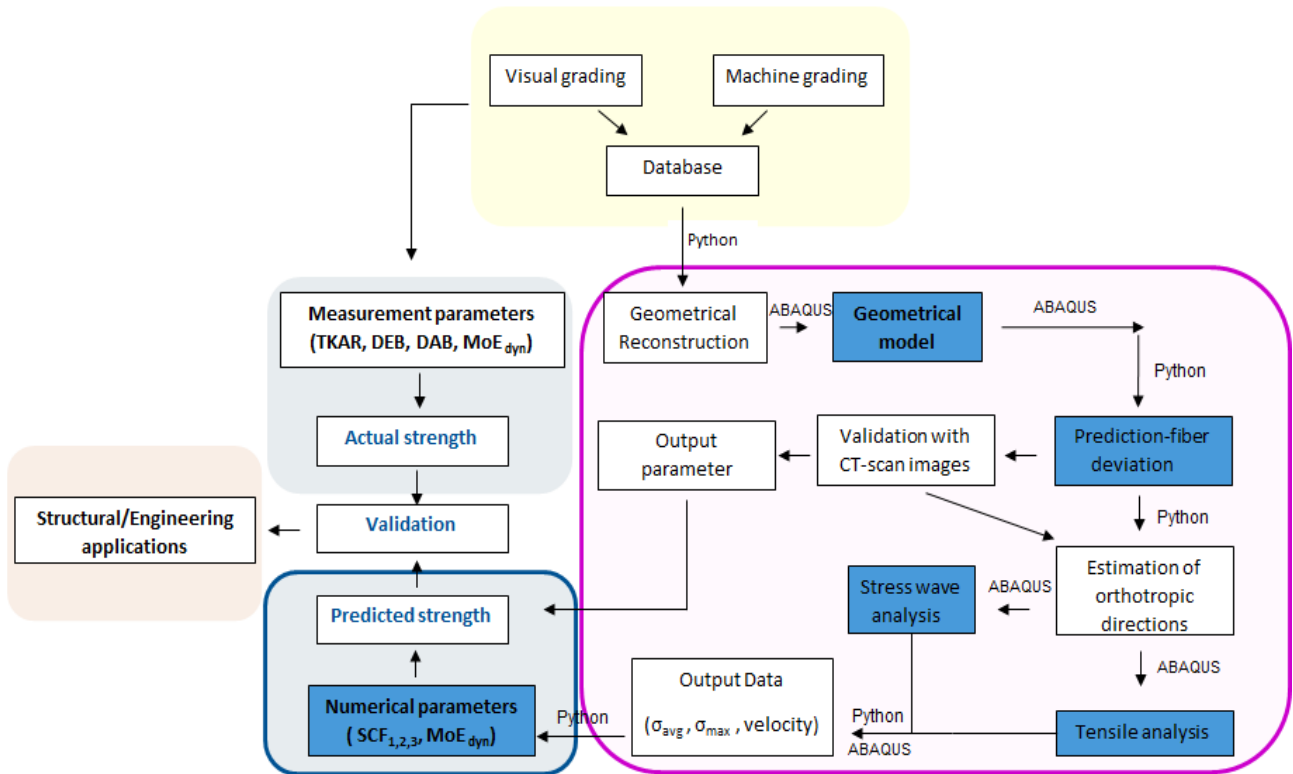 Visual grading
Machine grading
Database
Python
Measurement parameters
(TKAR, DEB, DAB, MoE dyn)
Actual strength
Validation
Structural/Engineering
applications
Predicted strength
Numerical parameters
( SCF1,2,3, MoEdyn)
Geometrical
Reconstruction
ABAQUS
Geometrical
model
ABAQUS
Python
Prediction-fiber
deviation
Validation with
CT-scan images
Output
parameter
Python
Estimation of
orthotropic
directions
ABAQUS
Stress wave
analysis
ABAQUS
Tensile analysis
Python
ABAQUS
Output Data
(σavg , σmax , velocity)
Python